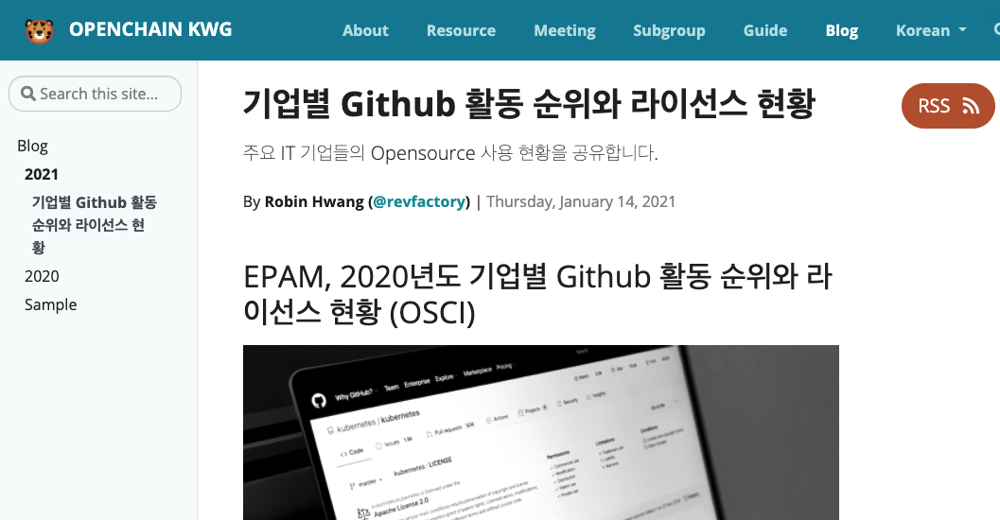 OPENCHAIN KWG
About Resource Meeting Subgroup Guide Blog Korean
Search this site...
Blog
2021
기업별 Github 활동
순위와 라이선스 현
황
2020
Sample
기업별 Github 활동 순위와 라이선스 현황
RSS
주요 IT 기업들의 Opensource 사용 현황을 공유합니다.
By Robin Hwang (@revfactory) | Thursday, January 14, 2021
EPAM, 2020년도 기업별 Github 활동 순위와 라
이선스 현황 (OSCI)
Why GitHub? Team Enterprise Explore Marketplace Pricing
kubernetes / kubernetes
Code Issues Pull requests Actions Projects Security Insights
master kubernetes / LICENSE
Permissions Limitations Conditions
Apache License 2.0